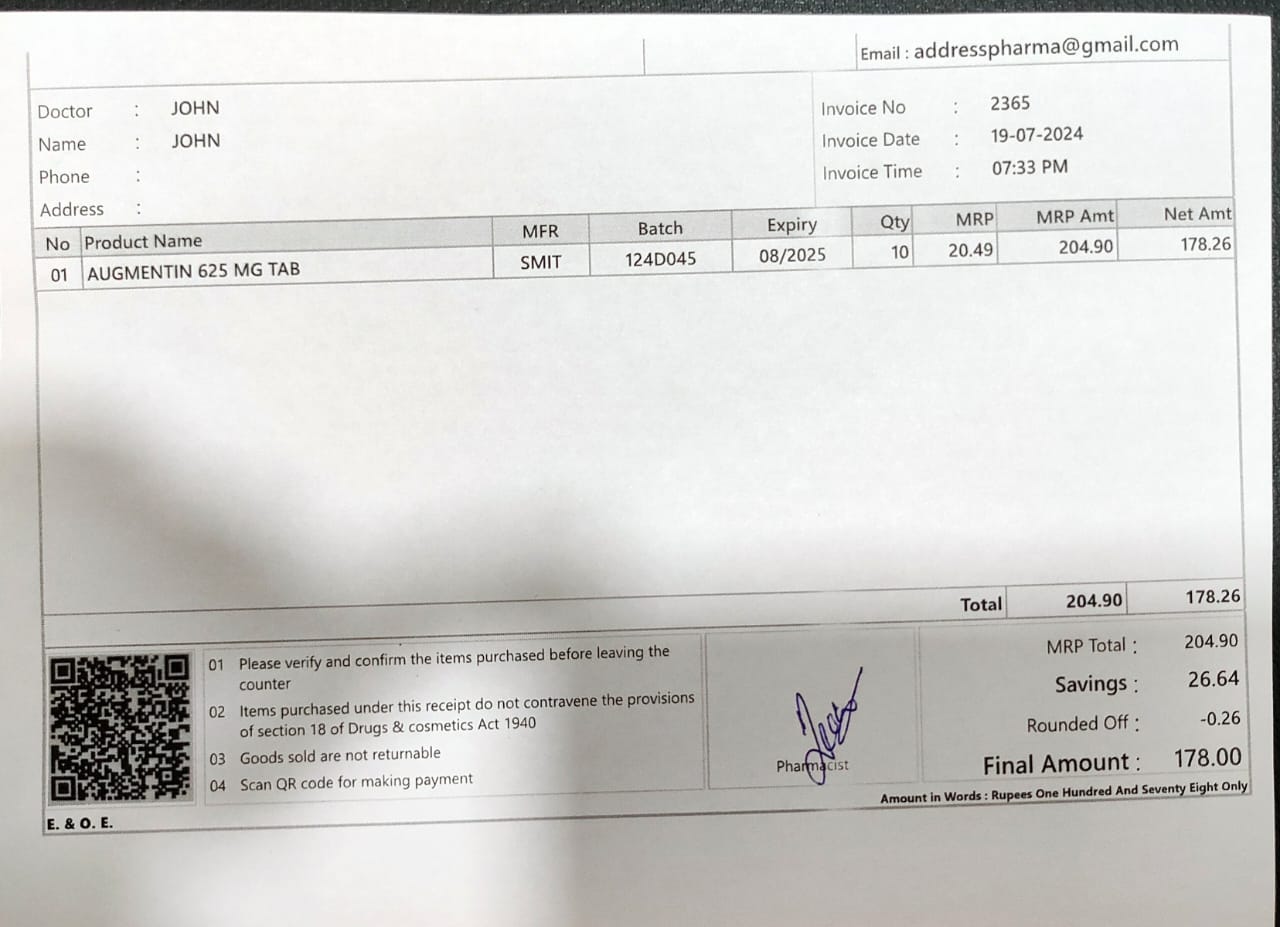 Email : addresspharma@gmail.com
Doctor : JOHN
Name : JOHN
Phone :
Address :
Invoice No : 2365
Invoice Date : 19-07-2024
Invoice Time : 07:33 PM
No Product Name MFR Batch Expiry Qty MRP MRP Amt Net Amt
01 AUGMENTIN 625 MG TAB SMIT 124D045 08/2025 10 20.49 204.90 178.26
Total 204.90 178.26
01 Please verify and confirm the items purchased before leaving the
counter
02 Items purchased under this receipt do not contravene the provisions
of section 18 of Drugs & cosmetics Act 1940
03 Goods sold are not returnable
04 Scan QR code for making payment
Pharmacist
MRP Total : 204.90
Savings : 26.64
Rounded Off : -0.26
Final Amount : 178.00
Amount in Words : Rupees One Hundred And Seventy Eight Only
E. & O. E.